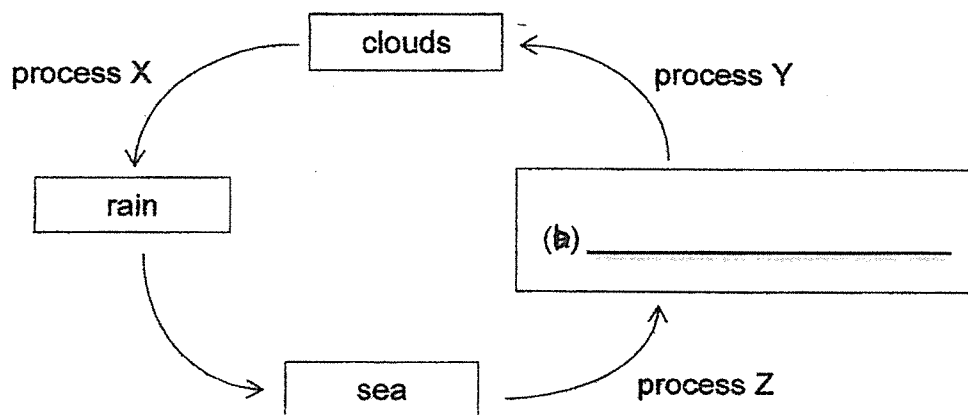 clouds
process X
process Y
rain
(b)
sea
process Z